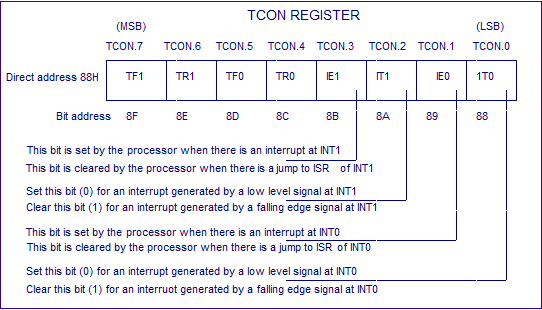 TCON REGISTER
(MSB) (LSB)
TCON.7 TCON.6 TCON.5 TCON.4 TCON.3 TCON.2 TCON.1 TCON.0
Direct address 88H TF1 TR1 TF0 TR0 IE1 IT1 IE0 1T0
Bit address 8F 8E 8D 8C 8B 8A 89 88
This bit is set by the processor when there is an interrupt at INT1
This bit is cleared by the processor when there is a jump to ISR of INT1
Set this bit (0) for an interrupt generated by a low level signal at INT1
Clear this bit (1) for an interrupt generated by a falling edge signal at INT1
This bit is set by the processor when there is an interrupt at INT0
This bit is cleared by the processor when there is a jump to ISR of INT0
Set this bit (0) for an interrupt generated by a low level signal at INT0
Clear this bit (1) for an interruot generated by a falling edge signal at INT0